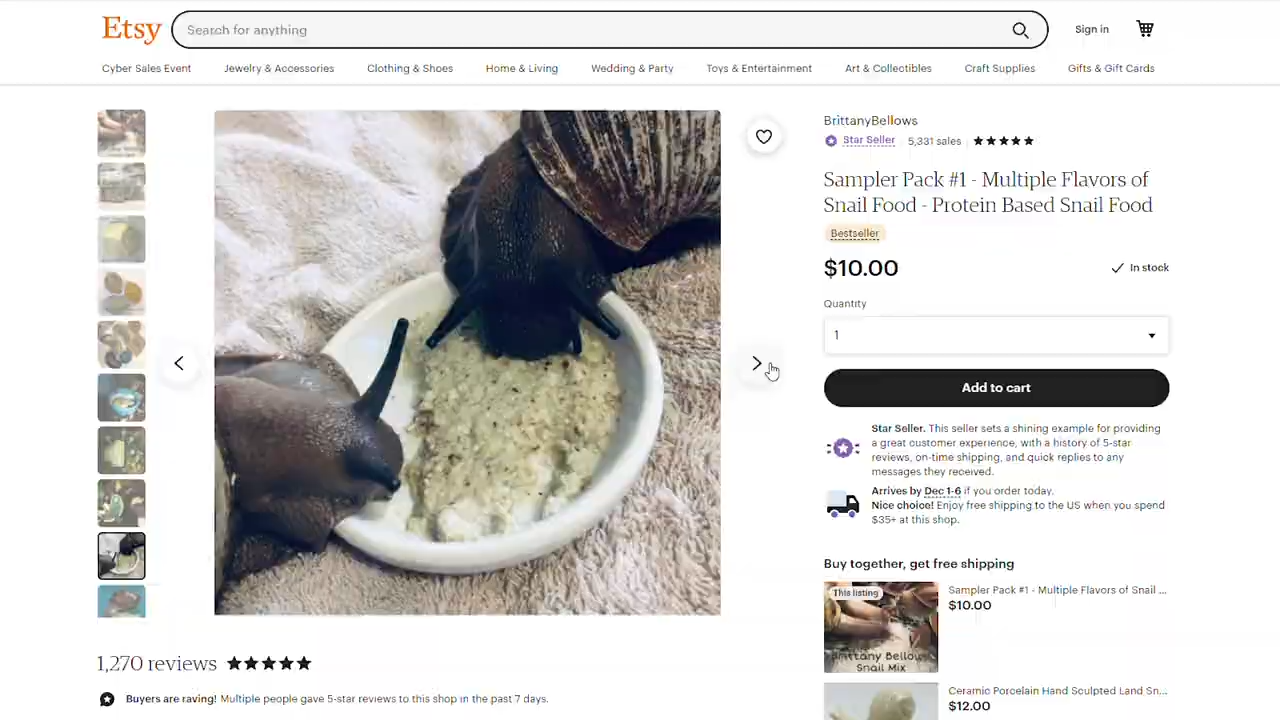 Etsy
Search for anything
Sign in
Cyber Sales Event
Jewelry & Accessories
Clothing & Shoes
Home & Living
Wedding & Party
Toys & Entertainment
Art & Collectibles
Craft Supplies
Gifts & Gift Cards
BrittanyBellows
Star Seller 5,331 sales
Sampler Pack #1 - Multiple Flavors of
Snail Food - Protein Based Snail Food
Bestseller
$10.00
In stock
Quantity
1
Add to cart
Star Seller. This seller sets a shining example for providing
a great customer experience, with a history of 5-star
reviews, on-time shipping, and quick replies to any
messages they received.
Arrives by Dec 1-6 if you order today.
Nice choice! Enjoy free shipping to the US when you spend
$35+ at this shop.
Buy together, get free shipping
This listing
Brittany Bellows
Snail Mix
Sampler Pack #1 - Multiple Flavors of Snail ...
$10.00
Ceramic Porcelain Hand Sculpted Land Sn...
$12.00
1,270 reviews
Buyers are raving! Multiple people gave 5-star reviews to this shop in the past 7 days.